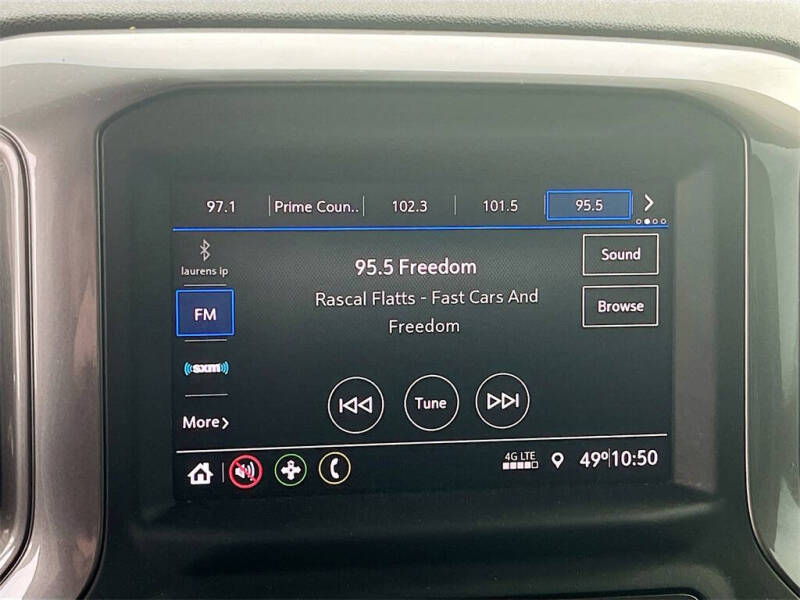 97.1 Prime Coun.. 102.3 101.5 95.5
laurens ip
95.5 Freedom
Sound
Rascal Flatts - Fast Cars And
Freedom
FM
Browse
sxm
Tune
More
4G LTE
49° 10:50